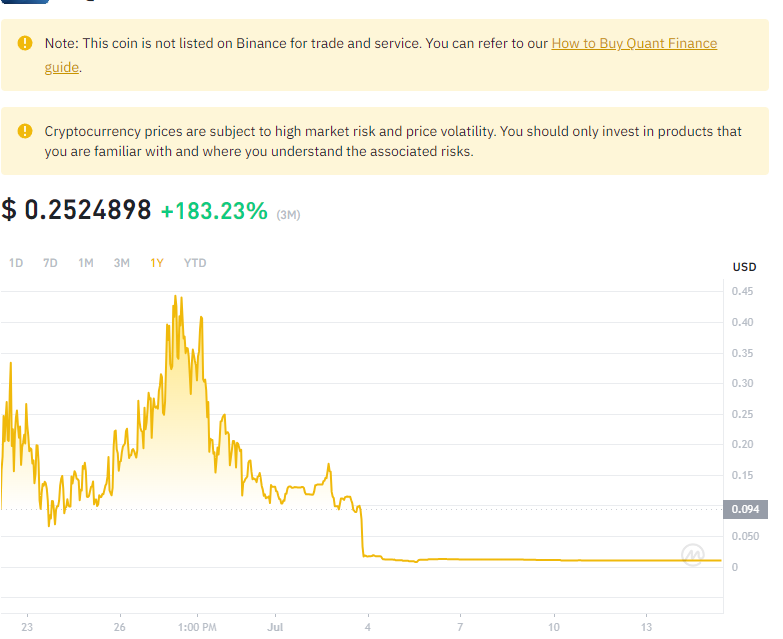 Note: This coin is not listed on Binance for trade and service. You can refer to our How to Buy Quant Finance
guide.
Cryptocurrency prices are subject to high market risk and price volatility. You should only invest in products that
you are familiar with and where you understand the associated risks.
$ 0.2524898 +183.23% (3M)
1D 7D 1M 3M 1Y YTD
USD
0.45
0.40
0.35
0.30
0.25
0.20
0.15
0.094
0.050
0
23 26 1:00 PM Jul 4 7 10 13